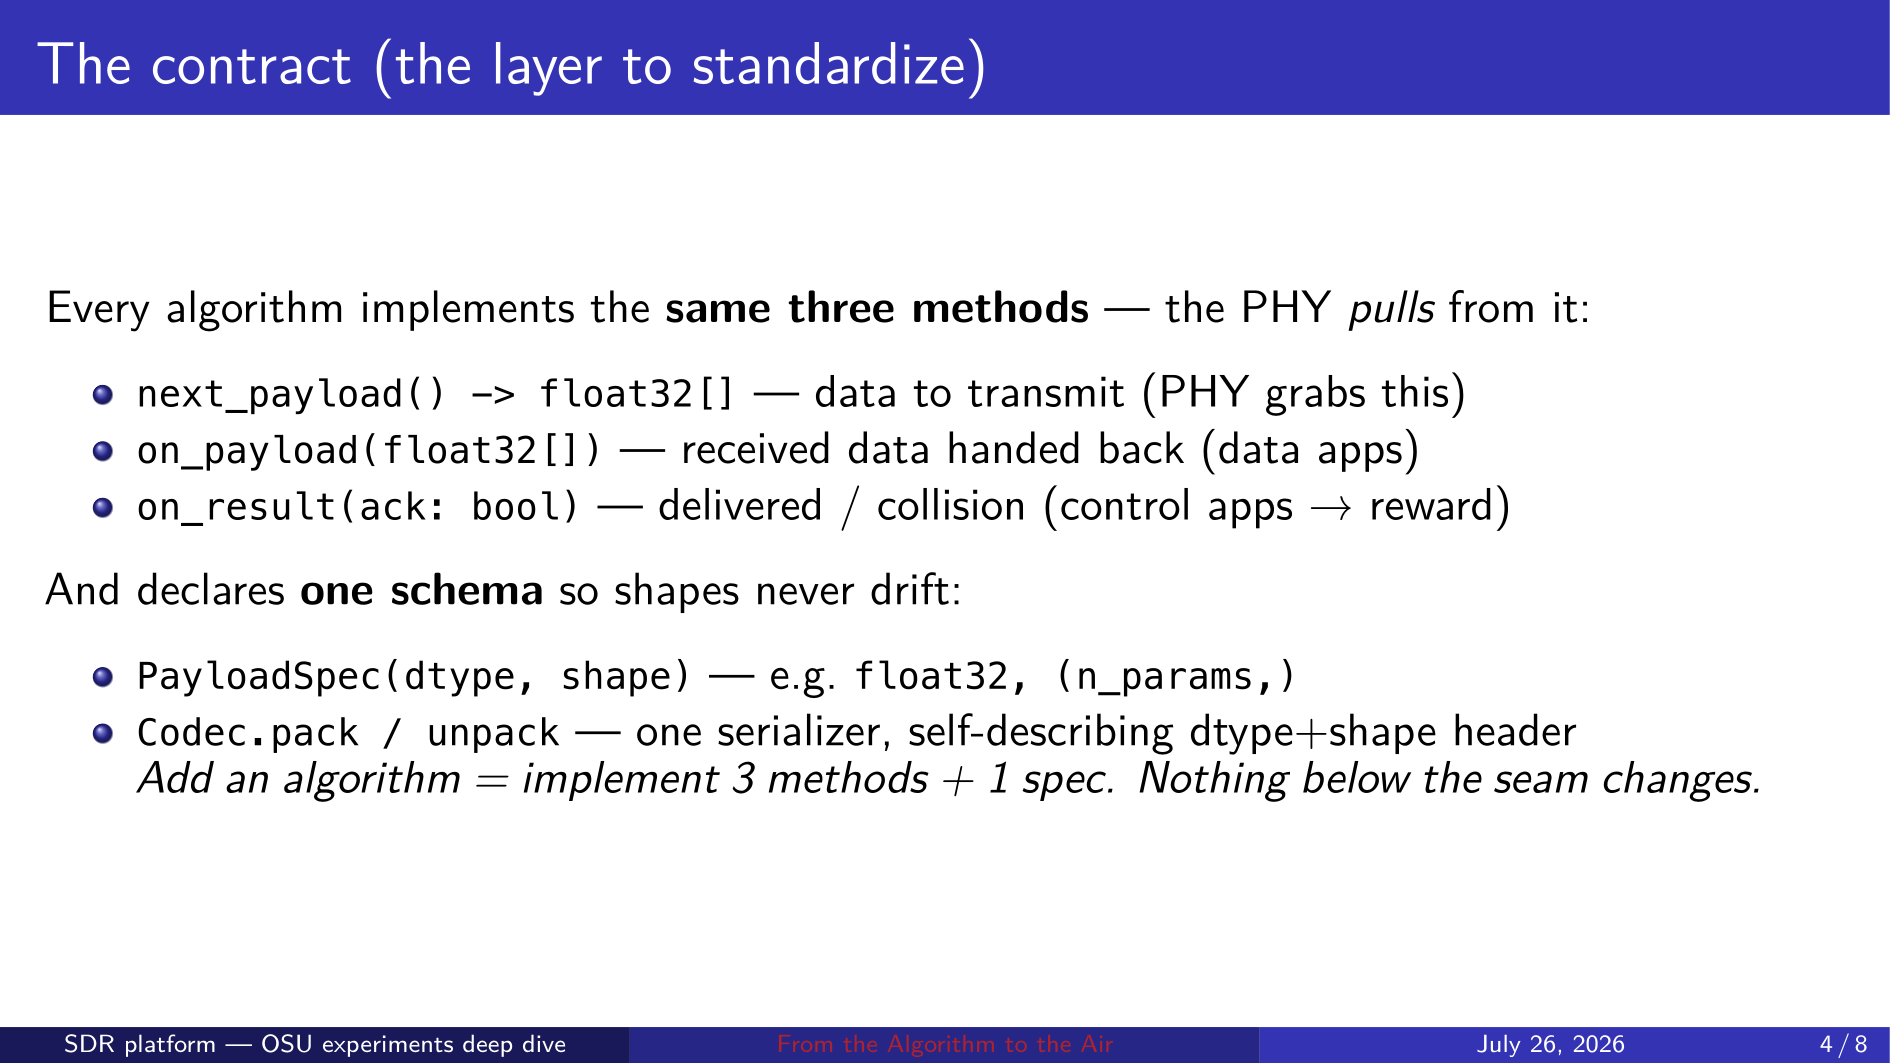 The contract (the layer to standardize)
Every algorithm implements the same three methods — the PHY pulls from it:
next_payload() -> float32[] — data to transmit (PHY grabs this)
on_payload(float32[]) — received data handed back (data apps)
on_result(ack: bool) — delivered / collision (control apps → reward)
And declares one schema so shapes never drift:
PayloadSpec(dtype, shape) — e.g. float32, (n_params,)
Codec.pack / unpack — one serializer, self-describing dtype+shape header
Add an algorithm = implement 3 methods + 1 spec. Nothing below the seam changes.
SDR platform — OSU experiments deep dive
From the Algorithm to the Air
July 26, 2026
4 / 8